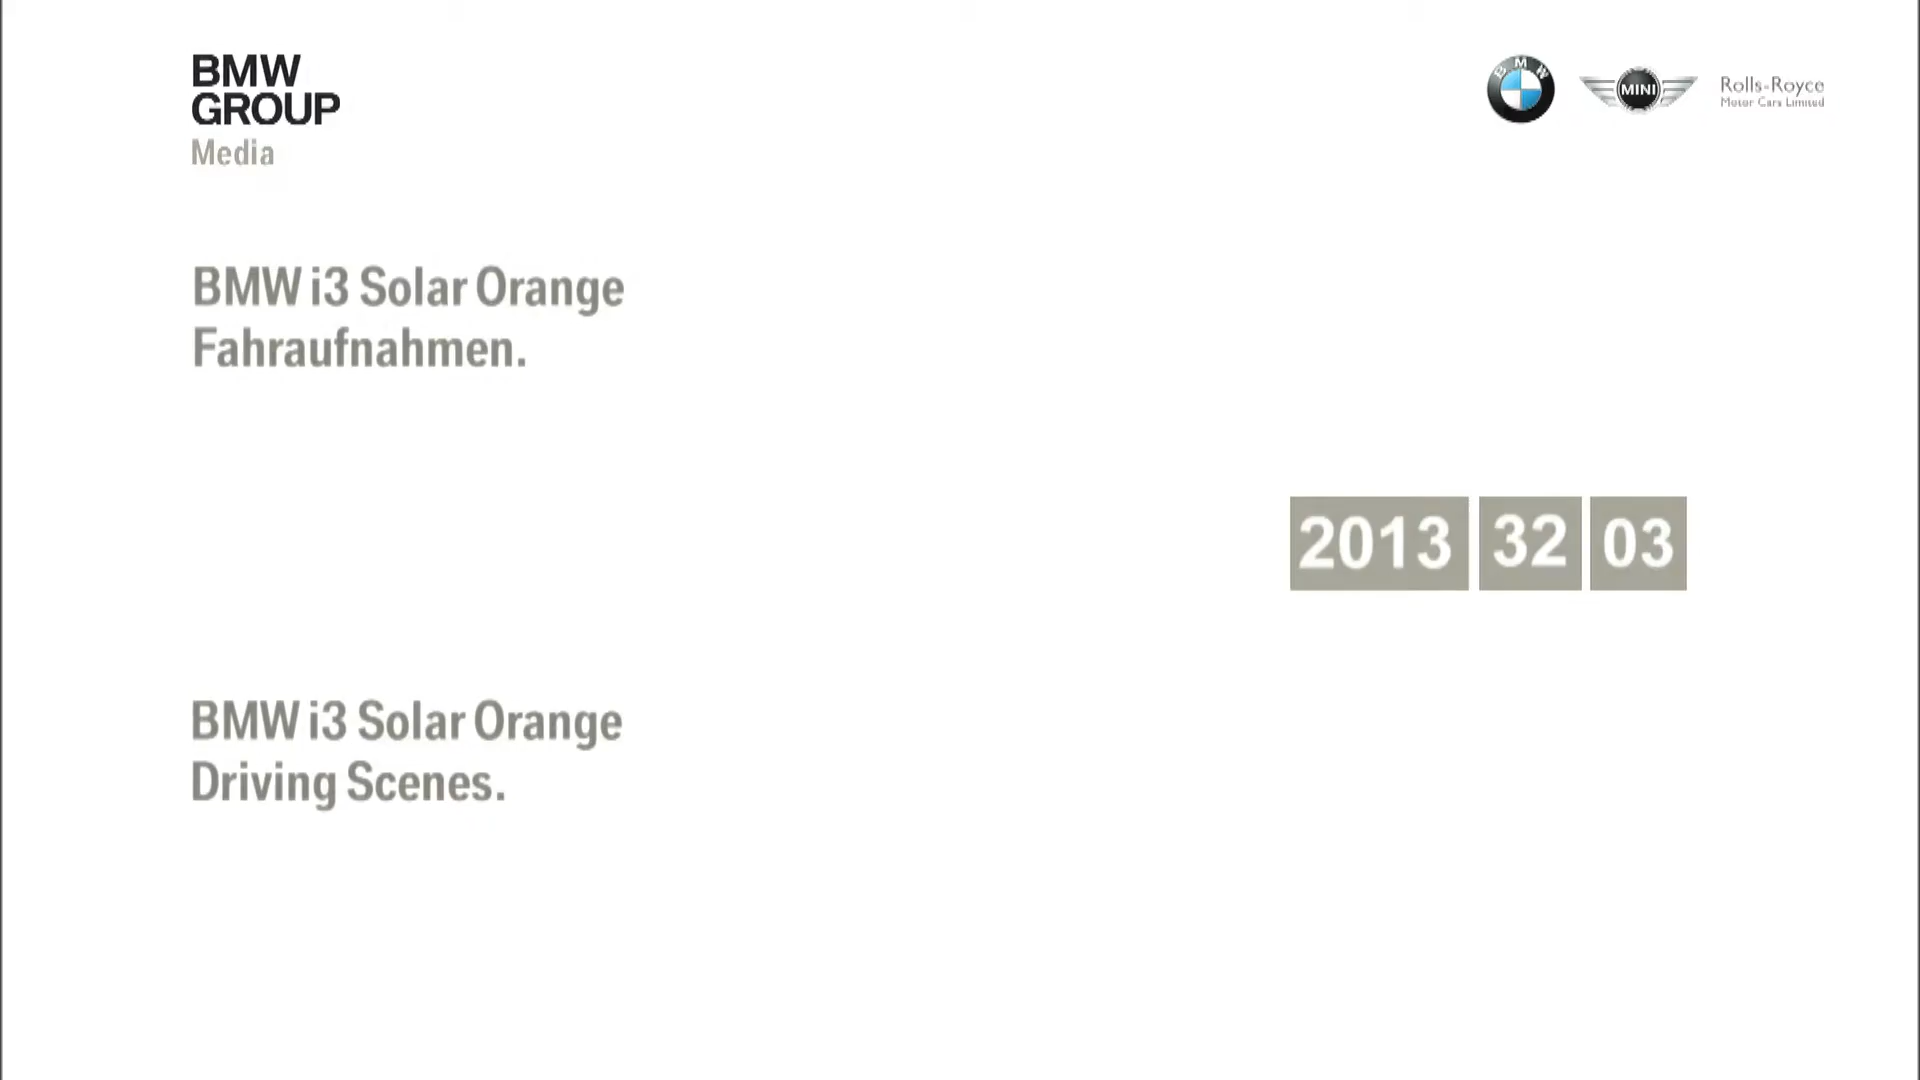 BMW
GROUP
Media
BMW
MINI
Rolls-Royce
Motor Cars Limited
BMW i3 Solar Orange
Fahraufnahmen.
2013 32 03
BMW i3 Solar Orange
Driving Scenes.